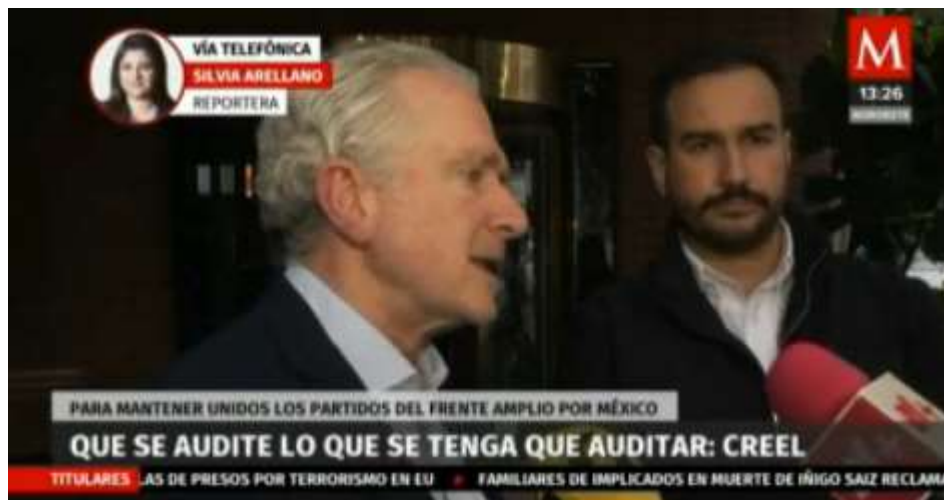 VÍA TELEFÓNICA
SILVIA ARELLANO
REPORTERA
M
13:26
NOROESTE
PARA MANTENER UNIDOS LOS PARTIDOS DEL FRENTE AMPLIO POR MÉXICO
QUE SE AUDITE LO QUE SE TENGA QUE AUDITAR: CREEL
TITULARES LAS DE PRESOS POR TERRORISMO EN EU • FAMILIARES DE IMPLICADOS EN MUERTE DE IÑIGO SAIZ RECLAM